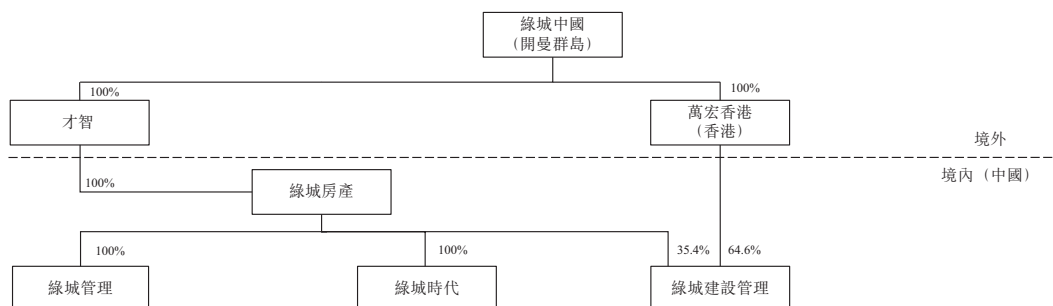 綠城中國
(開曼群島)
100%
100%
才智
萬宏香港
(香港)
境外
境內(中國)
100%
綠城房產
100%
100%
35.4%
64.6%
綠城管理
綠城時代
綠城建設管理